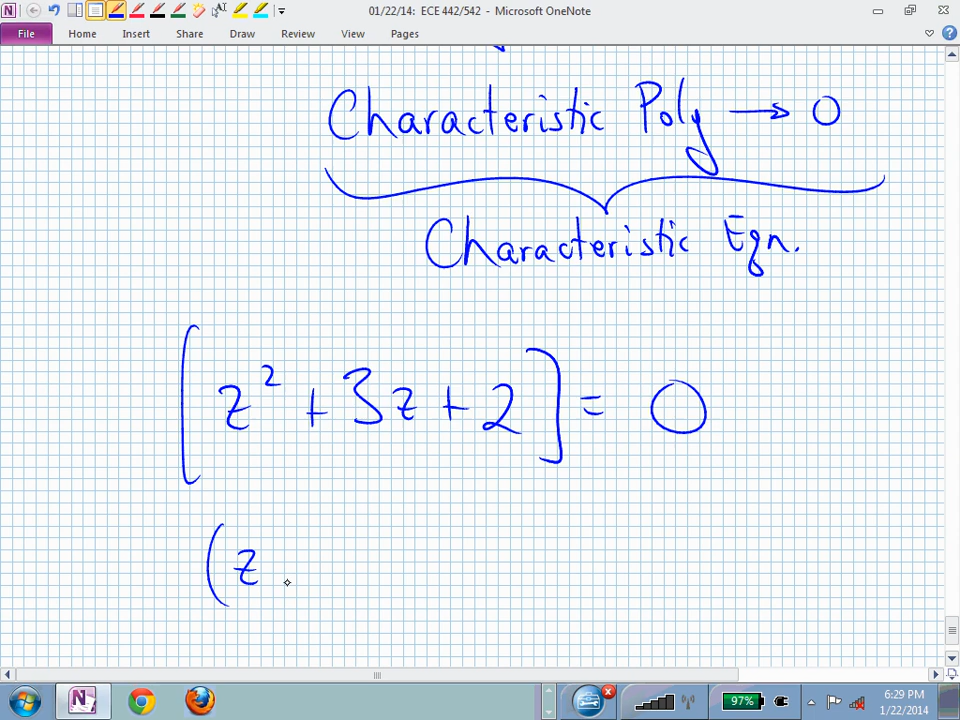 01/22/14: ECE 442/542 - Microsoft OneNote
File Home Insert Share Draw Review View Pages
Characteristic Poly → 0
Characteristic Eqn.
[z² + 3z + 2] = 0
(z
97% 6:29 PM
1/22/2014